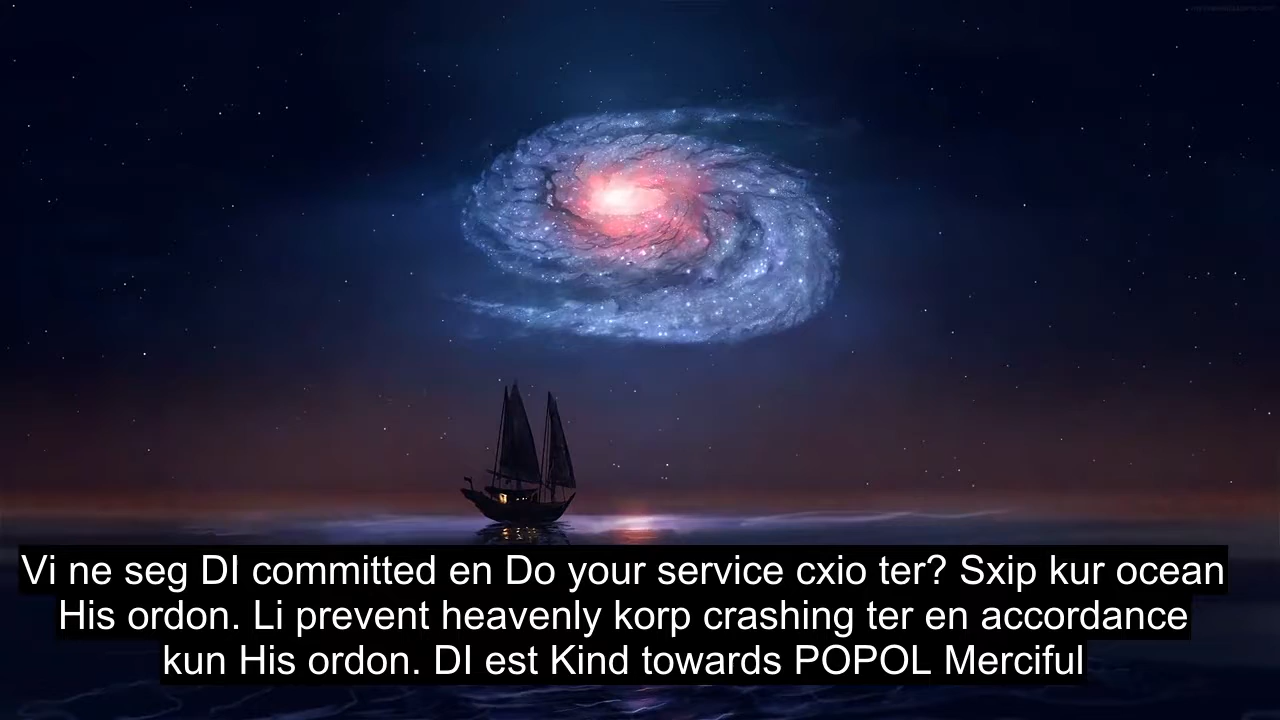 Vi ne seg DI committed en Do your service cxio ter? Sxip kur ocean
His ordon. Li prevent heavenly korp crashing ter en accordance
kun His ordon. DI est Kind towards POPOL Merciful